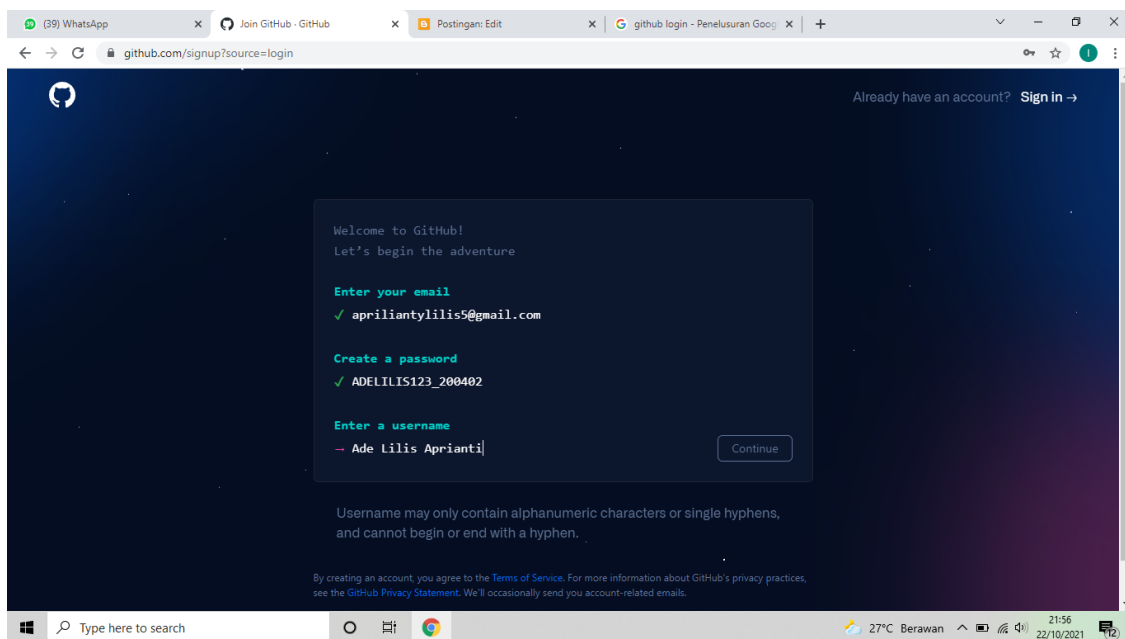 (39) WhatsApp
Join GitHub · GitHub
Postingan: Edit
github login - Penelusuran Goog
github.com/signup?source=login
I
Already have an account? Sign in →
Welcome to GitHub!
Let's begin the adventure
Enter your email
✓ apriliantylilis5@gmail.com
Create a password
✓ ADELILIS123_200402
Enter a username
→ Ade Lilis Aprianti
Continue
Username may only contain alphanumeric characters or single hyphens,
and cannot begin or end with a hyphen.
By creating an account, you agree to the Terms of Service. For more information about GitHub's privacy practices,
see the GitHub Privacy Statement. We'll occasionally send you account-related emails.
Type here to search
27°C Berawan
21:56
22/10/2021
12